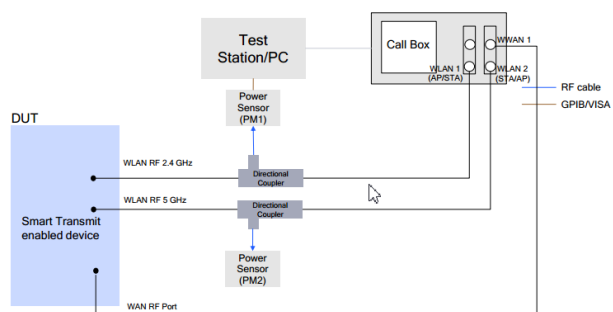 Test
Station/PC
Call Box
WWAN 1
WLAN 1
(AP/STA)
WLAN 2
(STA/AP)
RF cable
GPIB/VISA
Power
Sensor
(PM1)
DUT
WLAN RF 2.4 GHz
Directional
Coupler
WLAN RF 5 GHz
Directional
Coupler
Smart Transmit
enabled device
Power
Sensor
(PM2)
WAN RF Port